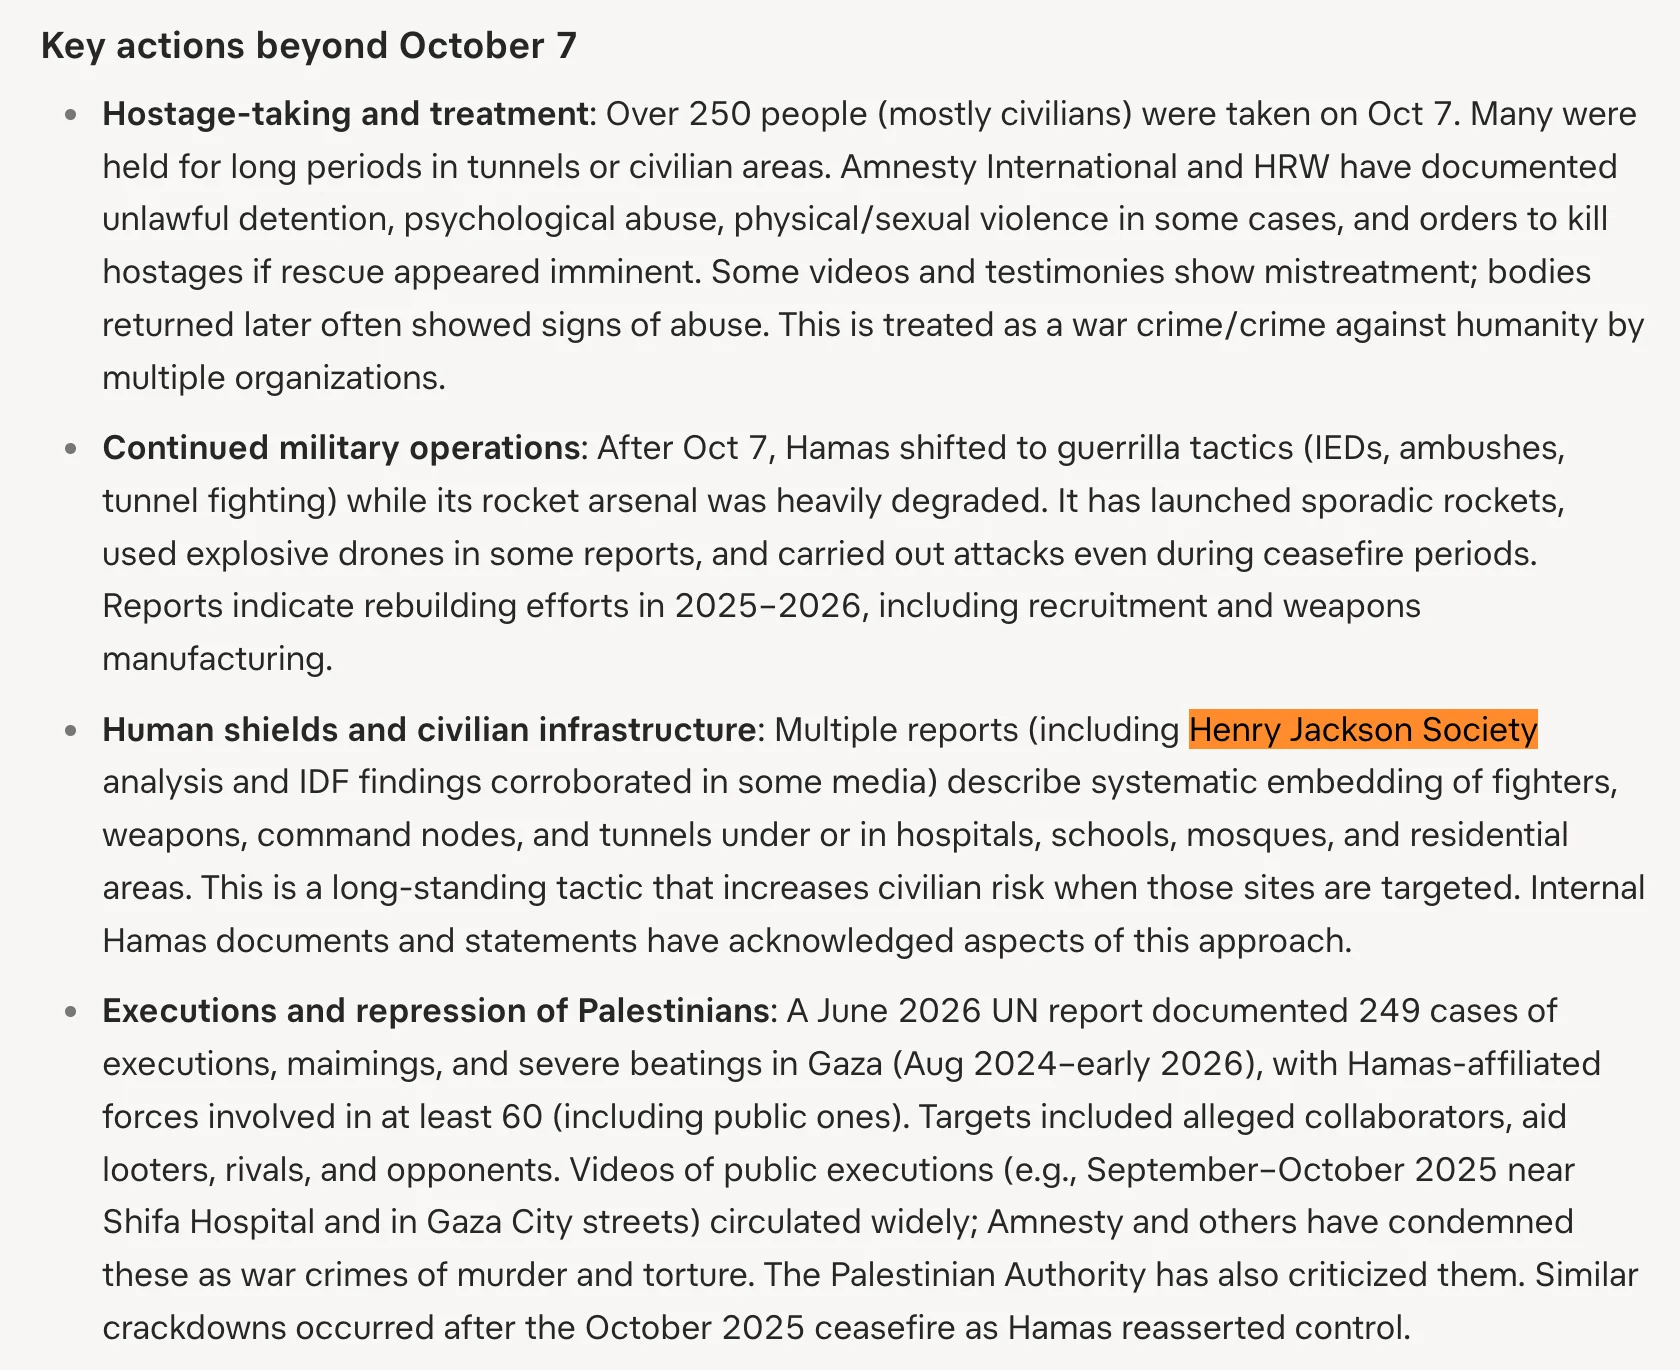 Key actions beyond October 7
• Hostage-taking and treatment: Over 250 people (mostly civilians) were taken on Oct 7. Many were
held for long periods in tunnels or civilian areas. Amnesty International and HRW have documented
unlawful detention, psychological abuse, physical/sexual violence in some cases, and orders to kill
hostages if rescue appeared imminent. Some videos and testimonies show mistreatment; bodies
returned later often showed signs of abuse. This is treated as a war crime/crime against humanity by
multiple organizations.
• Continued military operations: After Oct 7, Hamas shifted to guerrilla tactics (IEDs, ambushes,
tunnel fighting) while its rocket arsenal was heavily degraded. It has launched sporadic rockets,
used explosive drones in some reports, and carried out attacks even during ceasefire periods.
Reports indicate rebuilding efforts in 2025–2026, including recruitment and weapons
manufacturing.
• Human shields and civilian infrastructure: Multiple reports (including Henry Jackson Society
analysis and IDF findings corroborated in some media) describe systematic embedding of fighters,
weapons, command nodes, and tunnels under or in hospitals, schools, mosques, and residential
areas. This is a long-standing tactic that increases civilian risk when those sites are targeted. Internal
Hamas documents and statements have acknowledged aspects of this approach.
• Executions and repression of Palestinians: A June 2026 UN report documented 249 cases of
executions, maimings, and severe beatings in Gaza (Aug 2024–early 2026), with Hamas-affiliated
forces involved in at least 60 (including public ones). Targets included alleged collaborators, aid
looters, rivals, and opponents. Videos of public executions (e.g., September–October 2025 near
Shifa Hospital and in Gaza City streets) circulated widely; Amnesty and others have condemned
these as war crimes of murder and torture. The Palestinian Authority has also criticized them. Similar
crackdowns occurred after the October 2025 ceasefire as Hamas reasserted control.